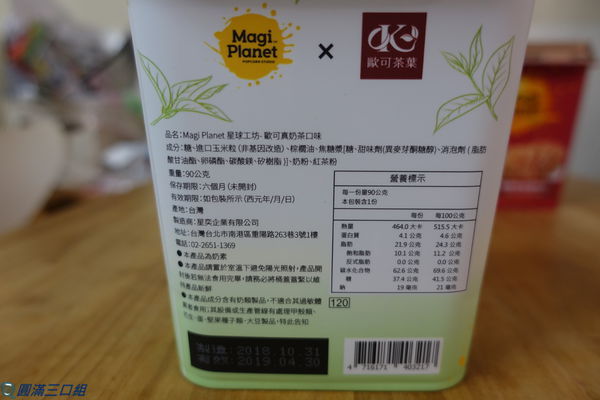 Magi Planet
POPCORN STUDIO
×
歐可茶葉
品名:Magi Planet 星球工坊-歐可真奶茶口味
成分:糖、進口玉米粒(非基因改造)、棕櫚油、焦糖漿[糖、甜味劑(異麥芽酮糖醇)、消泡劑{脂肪
酸甘油酯、卵磷酯、碳酸鎂、矽樹脂}]、奶粉、紅茶粉
重量:90公克
保存期限:六個月(未開封)
有效期限:如包裝所示(西元年/月/日)
產地:台灣
製造商:星奕企業有限公司
地址:台灣台北市南港區重陽路263巷3號1樓
電話:02-2651-1369
●本產品為奶素
●本產品請置於室溫下避免陽光照射,產品開
封後若無法食用完畢,請務必將桶蓋蓋緊以維
持產品新鮮
●本產品成分含有奶類製品,不適合其過敏體
質者食用;其設備或生產管線有處理甲殼類、
花生、蛋、堅果種子類、大豆製品,特此告知
營養標示
每一份量90公克
本包裝含1份
每份 每100公克
熱量 464.0 大卡 515.5 大卡
蛋白質 4.1 公克 4.6 公克
脂肪 21.9 公克 24.3 公克
飽和脂肪 10.1 公克 11.2 公克
反式脂肪 0.0 公克 0.0 公克
碳水化合物 62.6 公克 69.6 公克
糖 37.4 公克 41.5 公克
鈉 19 毫克 21 毫克
120
2018.10.31
2019.04.30
4 716171 403217
圓滿三口組